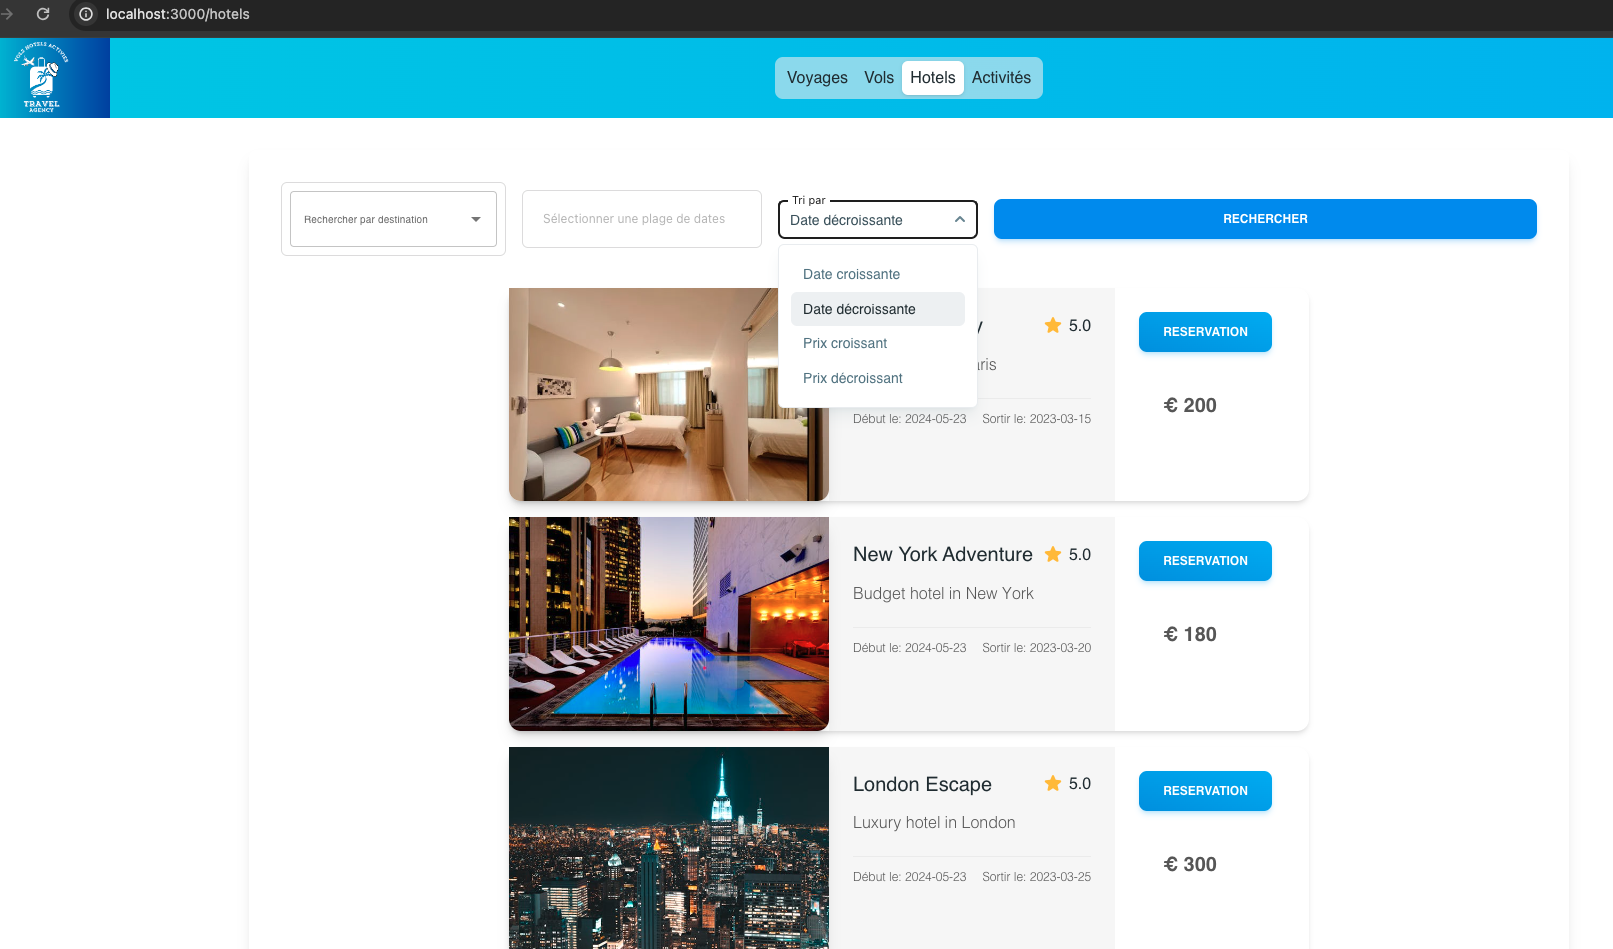 localhost:3000/hotels
VOLS HOTELS ACTIVIES
TRAVEL
AGENCY
Voyages Vols Hotels Activités
Rechercher par destination
Sélectionner une plage de dates
Tri par
Date décroissante
RECHERCHER
Date croissante
Date décroissante
Prix croissant
Prix décroissant
5.0
RESERVATION
€ 200
Début le: 2024-05-23 Sortir le: 2023-03-15
New York Adventure 5.0
RESERVATION
Budget hotel in New York
€ 180
Début le: 2024-05-23 Sortir le: 2023-03-20
London Escape 5.0
RESERVATION
Luxury hotel in London
€ 300
Début le: 2024-05-23 Sortir le: 2023-03-25